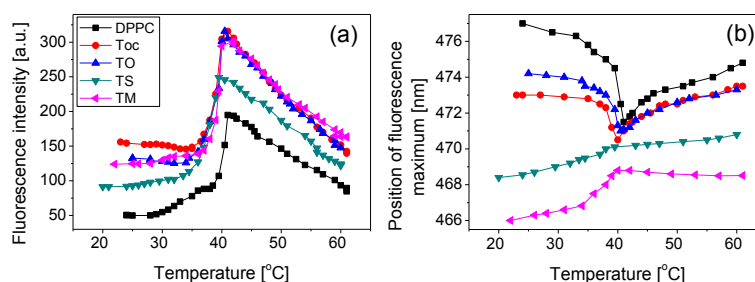 (a)
DPPC
Toc
TO
TS
TM
Fluorescence intensity [a.u.]
300
250
200
150
100
50
20 30 40 50 60
Temperature [°C]
(b)
Position of fluorescence
maximum [nm]
476
474
472
470
468
466
20 30 40 50 60
Temperature [°C]